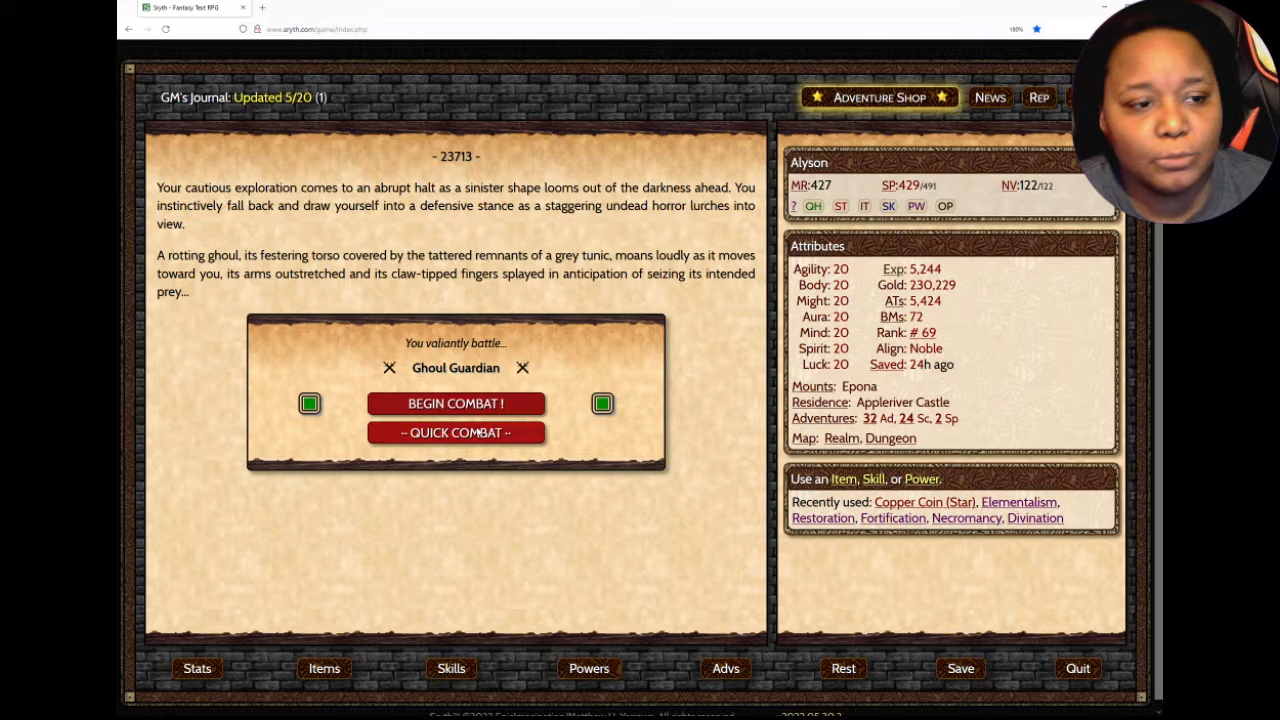 Sryth - Fantasy Text RPG
www.sryth.com/game/index.php
160%
GM's Journal: Updated 5/20 (1)
ADVENTURE SHOP
NEWS
REP
- 23713 -
Your cautious exploration comes to an abrupt halt as a sinister shape looms out of the darkness ahead. You
instinctively fall back and draw yourself into a defensive stance as a staggering undead horror lurches into
view.
A rotting ghoul, its festering torso covered by the tattered remnants of a grey tunic, moans loudly as it moves
toward you, its arms outstretched and its claw-tipped fingers splayed in anticipation of seizing its intended
prey...
You valiantly battle...
Ghoul Guardian
BEGIN COMBAT !
-- QUICK COMBAT --
Alyson
MR:427 SP:429/491 NV:122/122
? QH ST IT SK PW OP
Attributes
Agility: 20 Exp: 5,244
Body: 20 Gold: 230,229
Might: 20 ATs: 5,424
Aura: 20 BMs: 72
Mind: 20 Rank: # 69
Spirit: 20 Align: Noble
Luck: 20 Saved: 24h ago
Mounts: Epona
Residence: Appleriver Castle
Adventures: 32 Ad, 24 Sc, 2 Sp
Map: Realm, Dungeon
Use an Item, Skill, or Power.
Recently used: Copper Coin (Star), Elementalism,
Restoration, Fortification, Necromancy, Divination
Stats Items Skills Powers Advs Rest Save Quit